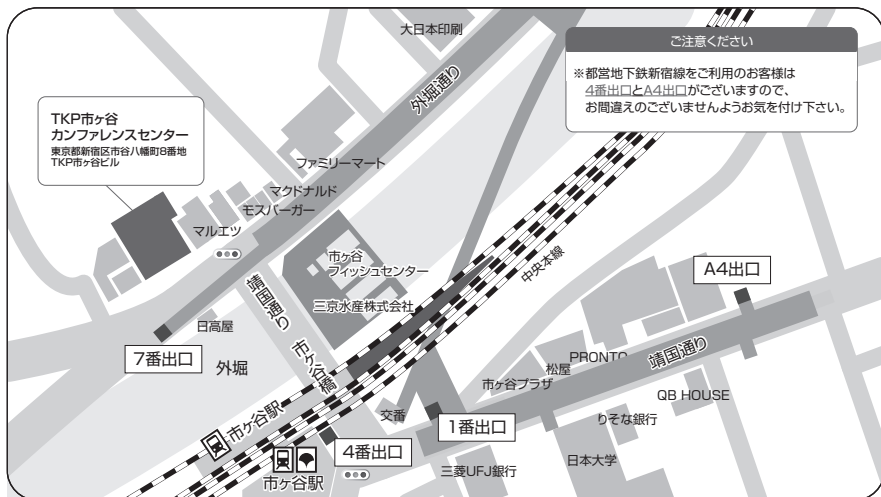 大日本印刷
外堀通り
ご注意ください
※都営地下鉄新宿線をご利用のお客様は
4番出口とA4出口がございますので、
お間違えのございませんようお気を付け下さい。
TKP市ヶ谷
カンファレンスセンター
東京都新宿区市谷八幡町8番地
TKP市ヶ谷ビル
ファミリーマート
マクドナルド
モスバーガー
マルエツ
市ヶ谷
フィッシュセンター
三京水産株式会社
中央本線
A4出口
靖国通り
日高屋
7番出口
外堀
市ヶ谷橋
PRONTO
松屋
市ヶ谷プラザ
靖国通り
QB HOUSE
りそな銀行
交番
1番出口
市ヶ谷駅
4番出口
市ヶ谷駅
三菱UFJ銀行
日本大学